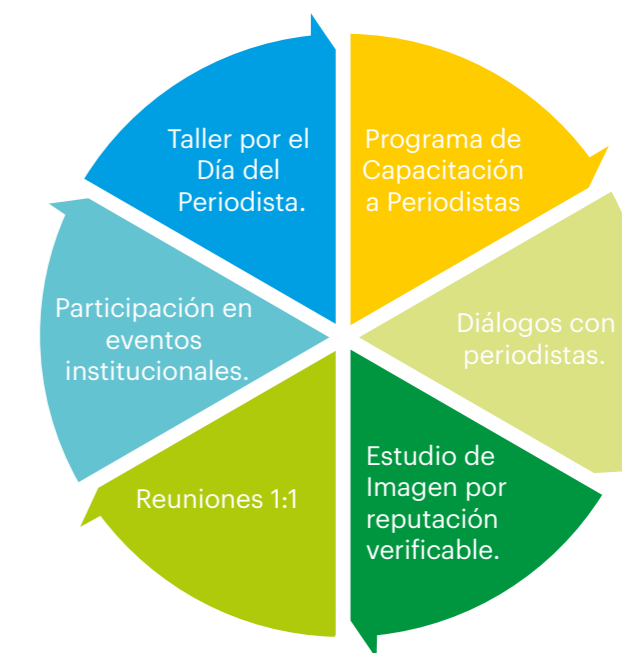 Taller por el
Día del
Periodista.
Programa de
Capacitación
a Periodistas
Diálogos con
periodistas.
Estudio de
Imagen por
reputación
verificable.
Reuniones 1:1
Participación en
eventos
institucionales.